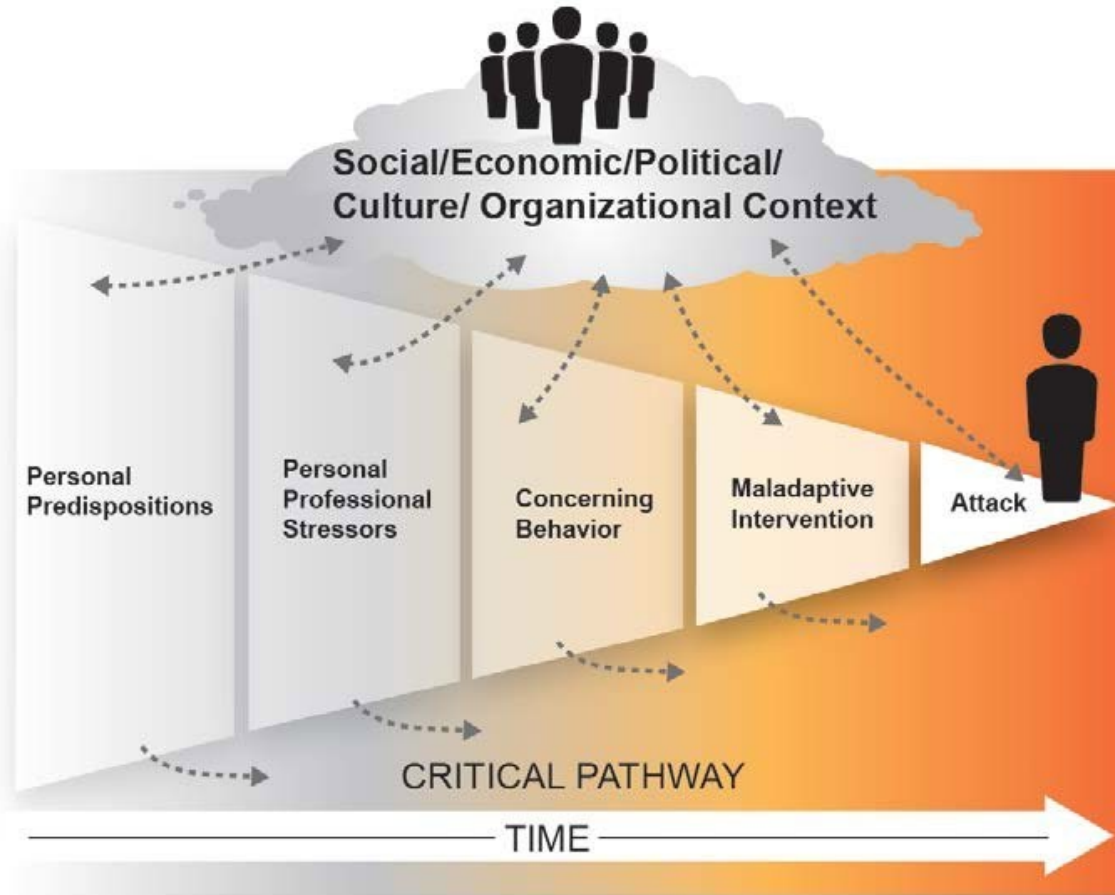 Social/Economic/Political/
Culture/ Organizational Context
Personal
Predispositions
Personal
Professional
Stressors
Concerning
Behavior
Maladaptive
Intervention
Attack
CRITICAL PATHWAY
TIME